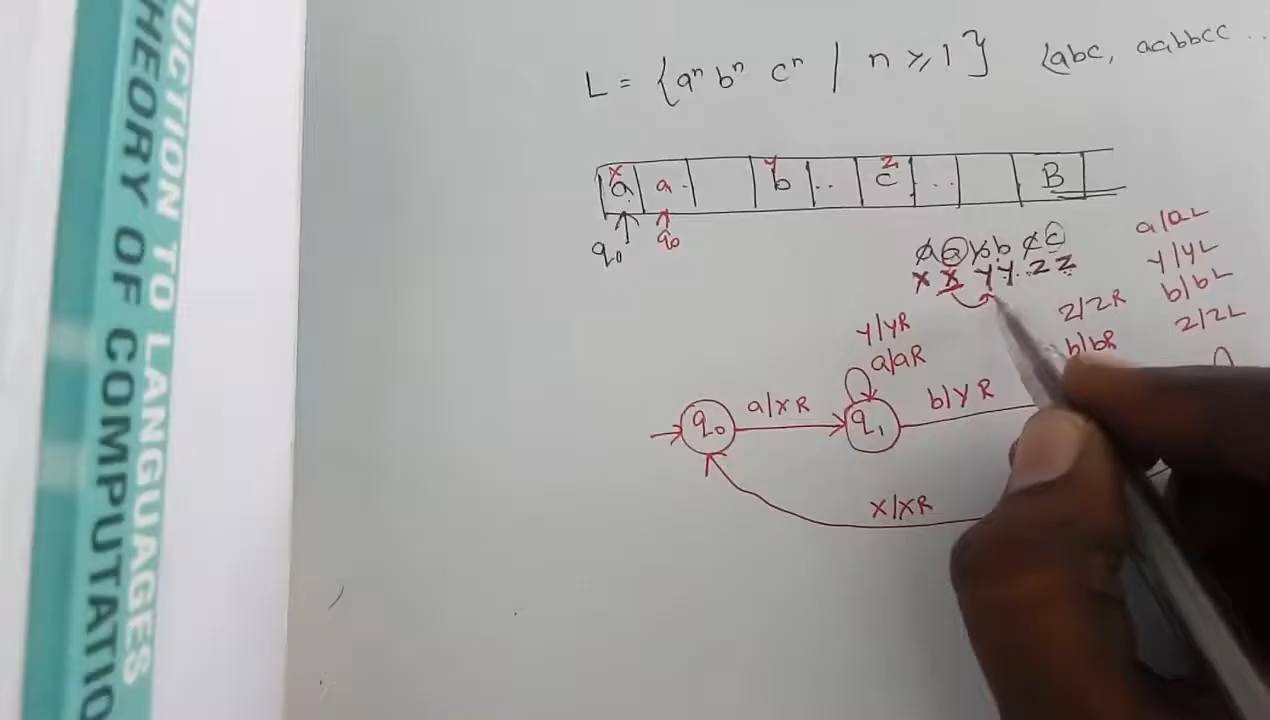 L = {aⁿ bⁿ cⁿ / n ≥ 1} {abc, aabbcc ..
x y z
a a b .. c .. B
q₀ q₀
a a b b c c
x x y y z z
a/aL
y/yL
b/bL
z/zL
z/zR
b/bR
y/yR
a/aR
q₀ a/xR q₁ b/yR
x/xR
UCTION TO LANGUAGES
THEORY OF COMPUTATIO